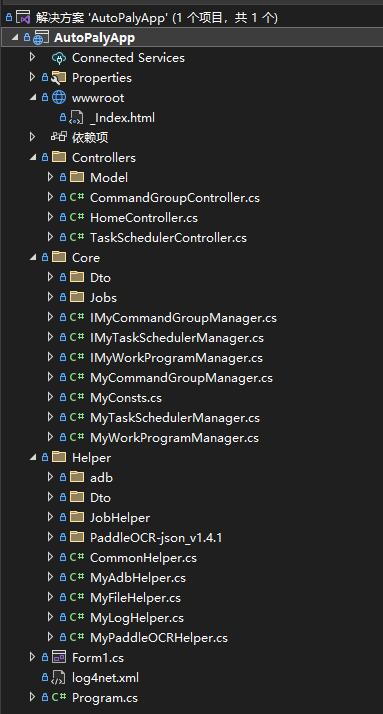 解决方案 'AutoPalyApp' (1 个项目，共 1 个)
AutoPalyApp
Connected Services
Properties
wwwroot
_Index.html
依赖项
Controllers
Model
C# CommandGroupController.cs
C# HomeController.cs
C# TaskSchedulerController.cs
Core
Dto
Jobs
C# IMyCommandGroupManager.cs
C# IMyTaskSchedulerManager.cs
C# IMyWorkProgramManager.cs
C# MyCommandGroupManager.cs
C# MyConsts.cs
C# MyTaskSchedulerManager.cs
C# MyWorkProgramManager.cs
Helper
adb
Dto
JobHelper
PaddleOCR-json_v1.4.1
C# CommonHelper.cs
C# MyAdbHelper.cs
C# MyFileHelper.cs
C# MyLogHelper.cs
C# MyPaddleOCRHelper.cs
Form1.cs
log4net.xml
C# Program.cs